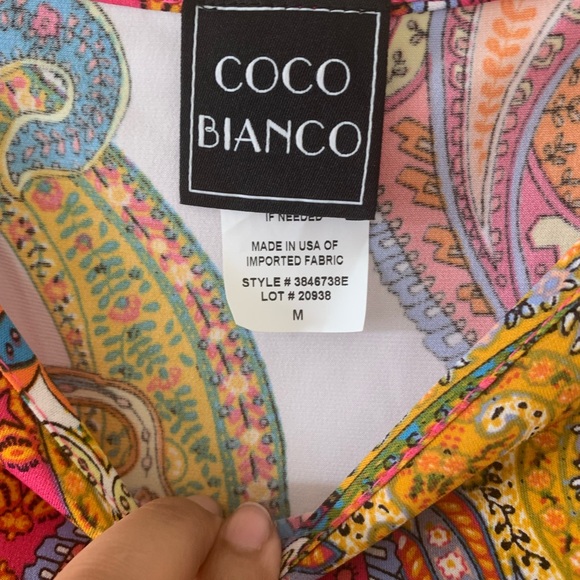 COCO
BIANCO
IF NEEDED
MADE IN USA OF
IMPORTED FABRIC
STYLE # 3846738E
LOT # 20938
M